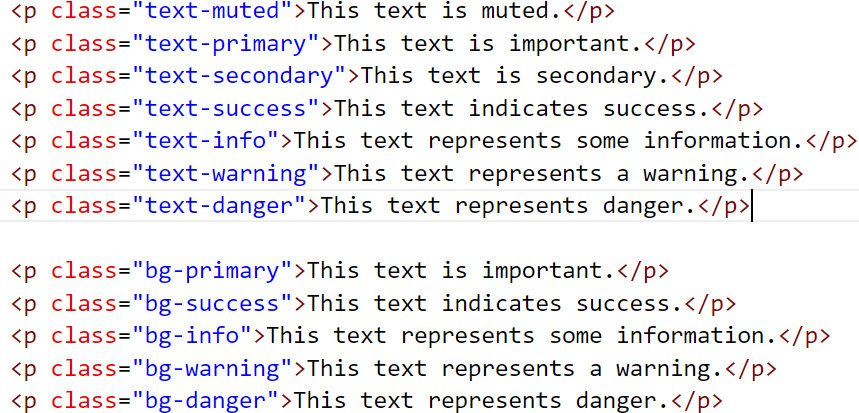 <p class="text-muted">This text is muted.</p>
<p class="text-primary">This text is important.</p>
<p class="text-secondary">This text is secondary.</p>
<p class="text-success">This text indicates success.</p>
<p class="text-info">This text represents some information.</p>
<p class="text-warning">This text represents a warning.</p>
<p class="text-danger">This text represents danger.</p>
<p class="bg-primary">This text is important.</p>
<p class="bg-success">This text indicates success.</p>
<p class="bg-info">This text represents some information.</p>
<p class="bg-warning">This text represents a warning.</p>
<p class="bg-danger">This text represents danger.</p>